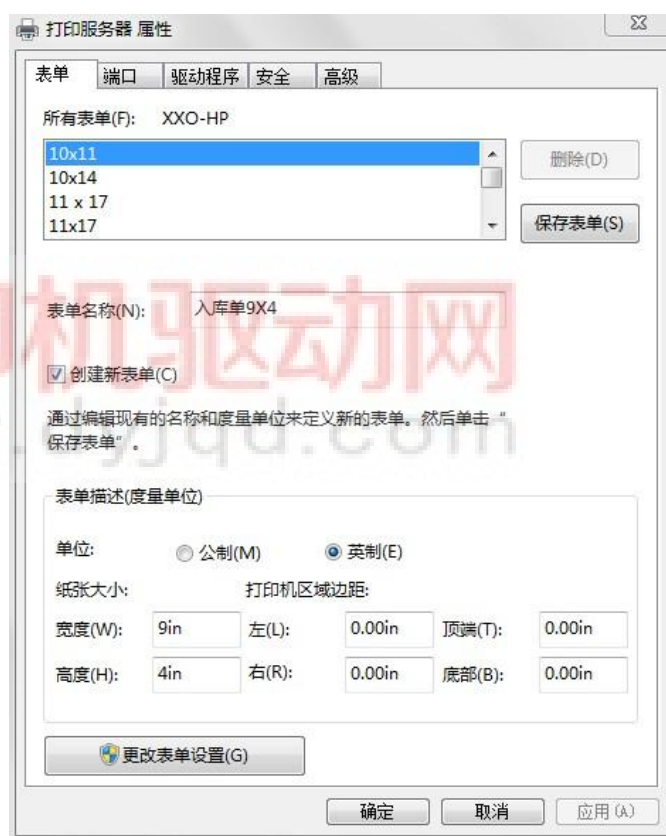 打印服务器 属性
表单 端口 驱动程序 安全 高级
所有表单(F): XXO-HP
10x11
10x14
11 x 17
11x17
删除(D)
保存表单(S)
机驱动网
表单名称(N): 入库单9X4
创建新表单(C)
通过编辑现有的名称和度量单位来定义新的表单。然后单击“
保存表单”。
.dyjqd.com
表单描述(度量单位)
单位: 公制(M) 英制(E)
纸张大小: 打印机区域边距:
宽度(W): 9in 左(L): 0.00in 顶端(T): 0.00in
高度(H): 4in 右(R): 0.00in 底部(B): 0.00in
更改表单设置(G)
确定 取消 应用(A)